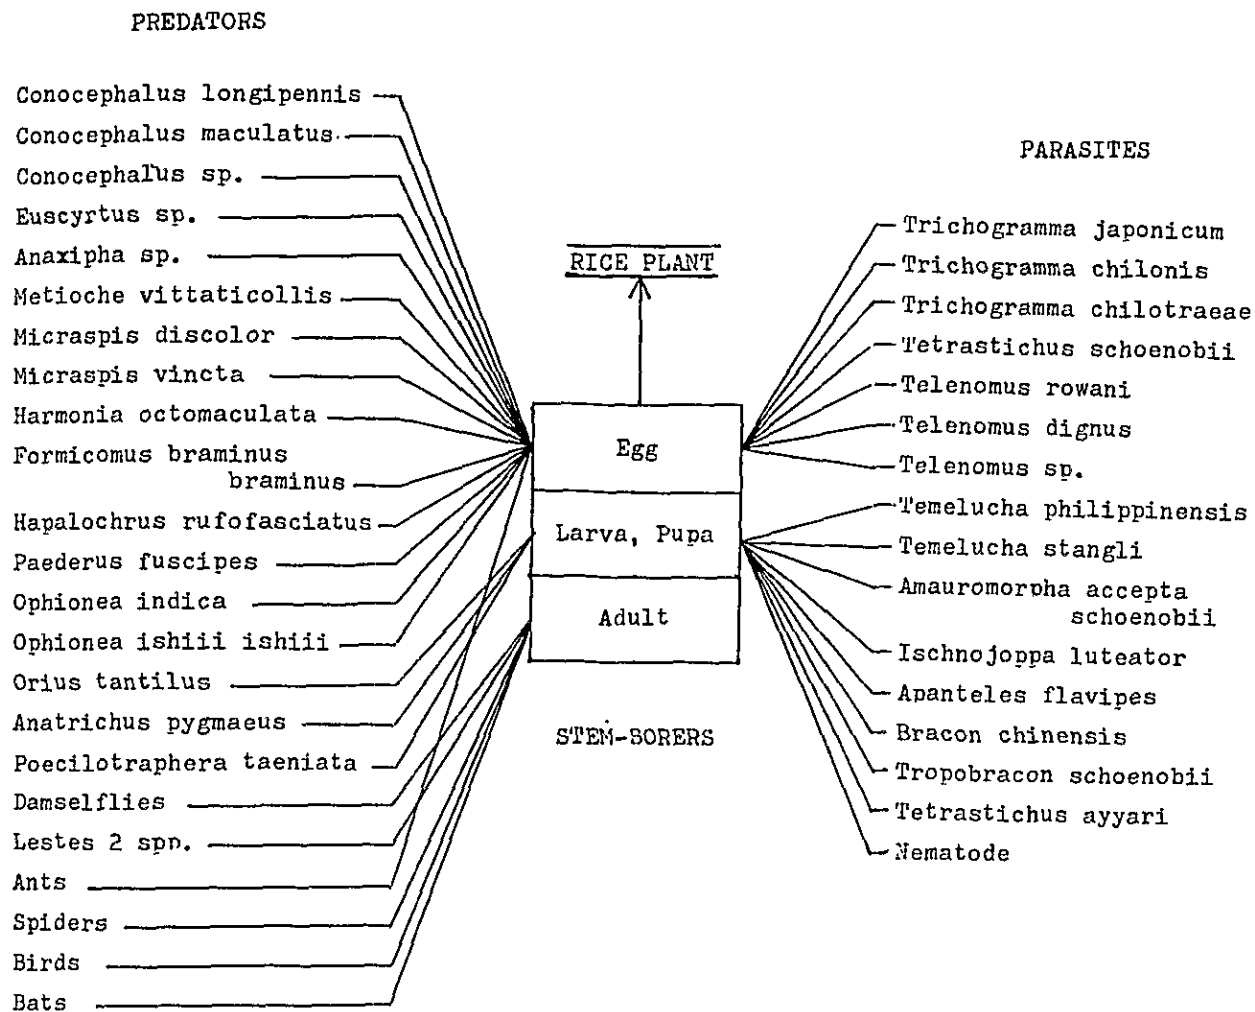 PREDATORS
Conocephalus longipennis
Conocephalus maculatus
Conocephalus sp.
Euscyrtus sp.
Anaxipha sp.
Metioche vittaticollis
Micraspis discolor
Micraspis vincta
Harmonia octomaculata
Formicomus braminus
braminus
Hapalochrus rufofasciatus
Paederus fuscipes
Ophionea indica
Ophionea ishiii ishiii
Orius tantilus
Anatrichus pygmaeus
Poecilotraphera taeniata
Damselflies
Lestes 2 spp.
Ants
Spiders
Birds
Bats
RICE PLANT
Egg
Larva, Pupa
Adult
STEM-BORERS
PARASITES
Trichogramma japonicum
Trichogramma chilonis
Trichogramma chilotraeae
Tetrastichus schoenobii
Telenomus rowani
Telenomus dignus
Telenomus sp.
Temelucha philippinensis
Temelucha stangli
Amauromorpha accepta
schoenobii
Ischnojoppa luteator
Apanteles flavipes
Bracon chinensis
Tropobracon schoenobii
Tetrastichus ayyari
Nematode